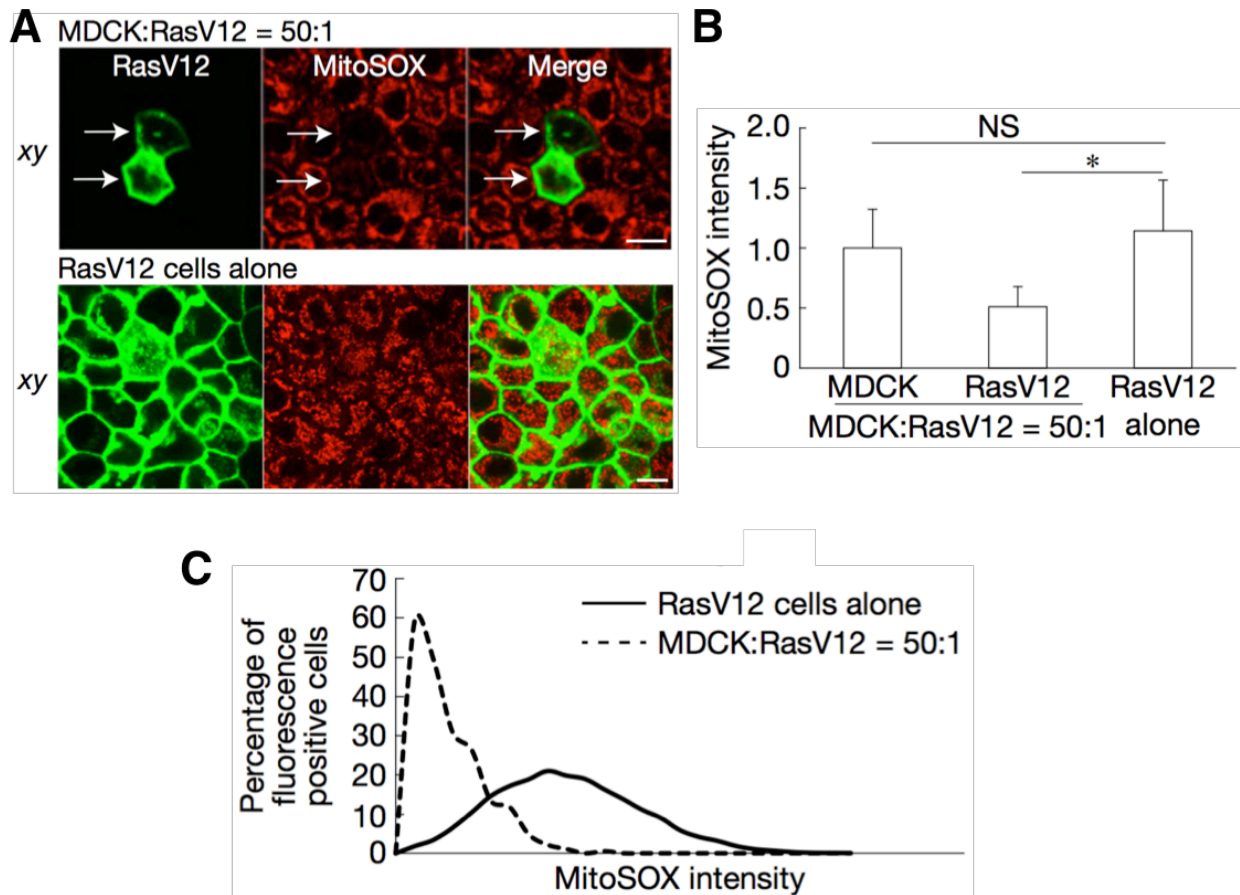 A
MDCK:RasV12 = 50:1
RasV12 MitoSOX Merge
xy
RasV12 cells alone
xy
B
MitoSOX intensity
2.0
1.5
1.0
0.5
0
NS
*
MDCK RasV12 RasV12
MDCK:RasV12 = 50:1 alone
C
Percentage of
fluorescence
positive cells
70
60
50
40
30
20
10
0
RasV12 cells alone
MDCK:RasV12 = 50:1
MitoSOX intensity